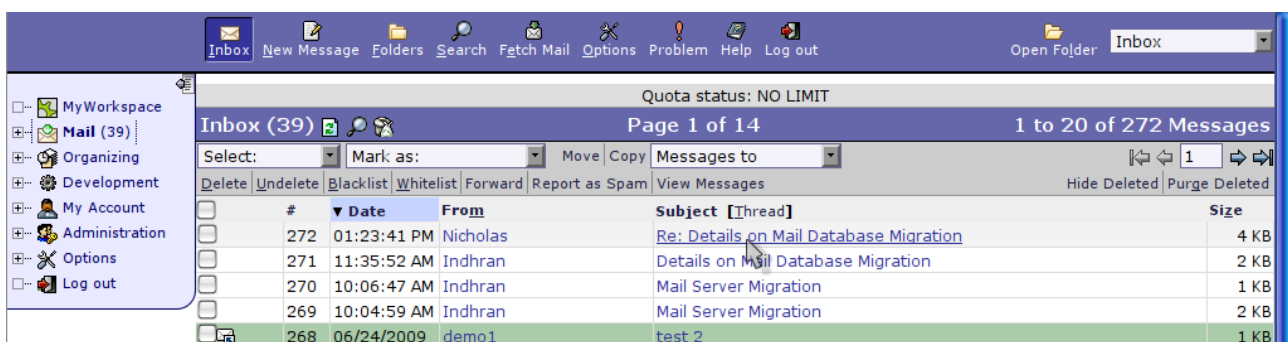 Inbox New Message Folders Search Fetch Mail Options Problem Help Log out Open Folder Inbox
Quota status: NO LIMIT
MyWorkspace
Mail (39)
Organizing
Development
My Account
Administration
Options
Log out
Inbox (39) Page 1 of 14 1 to 20 of 272 Messages
Select: Mark as: Move Copy Messages to 1
Delete Undelete Blacklist Whitelist Forward Report as Spam View Messages Hide Deleted Purge Deleted
# Date From Subject [Thread] Size
272 01:23:41 PM Nicholas Re: Details on Mail Database Migration 4 KB
271 11:35:52 AM Indhran Details on Mail Database Migration 2 KB
270 10:06:47 AM Indhran Mail Server Migration 1 KB
269 10:04:59 AM Indhran Mail Server Migration 2 KB
268 06/24/2009 demo1 test 2 1 KB